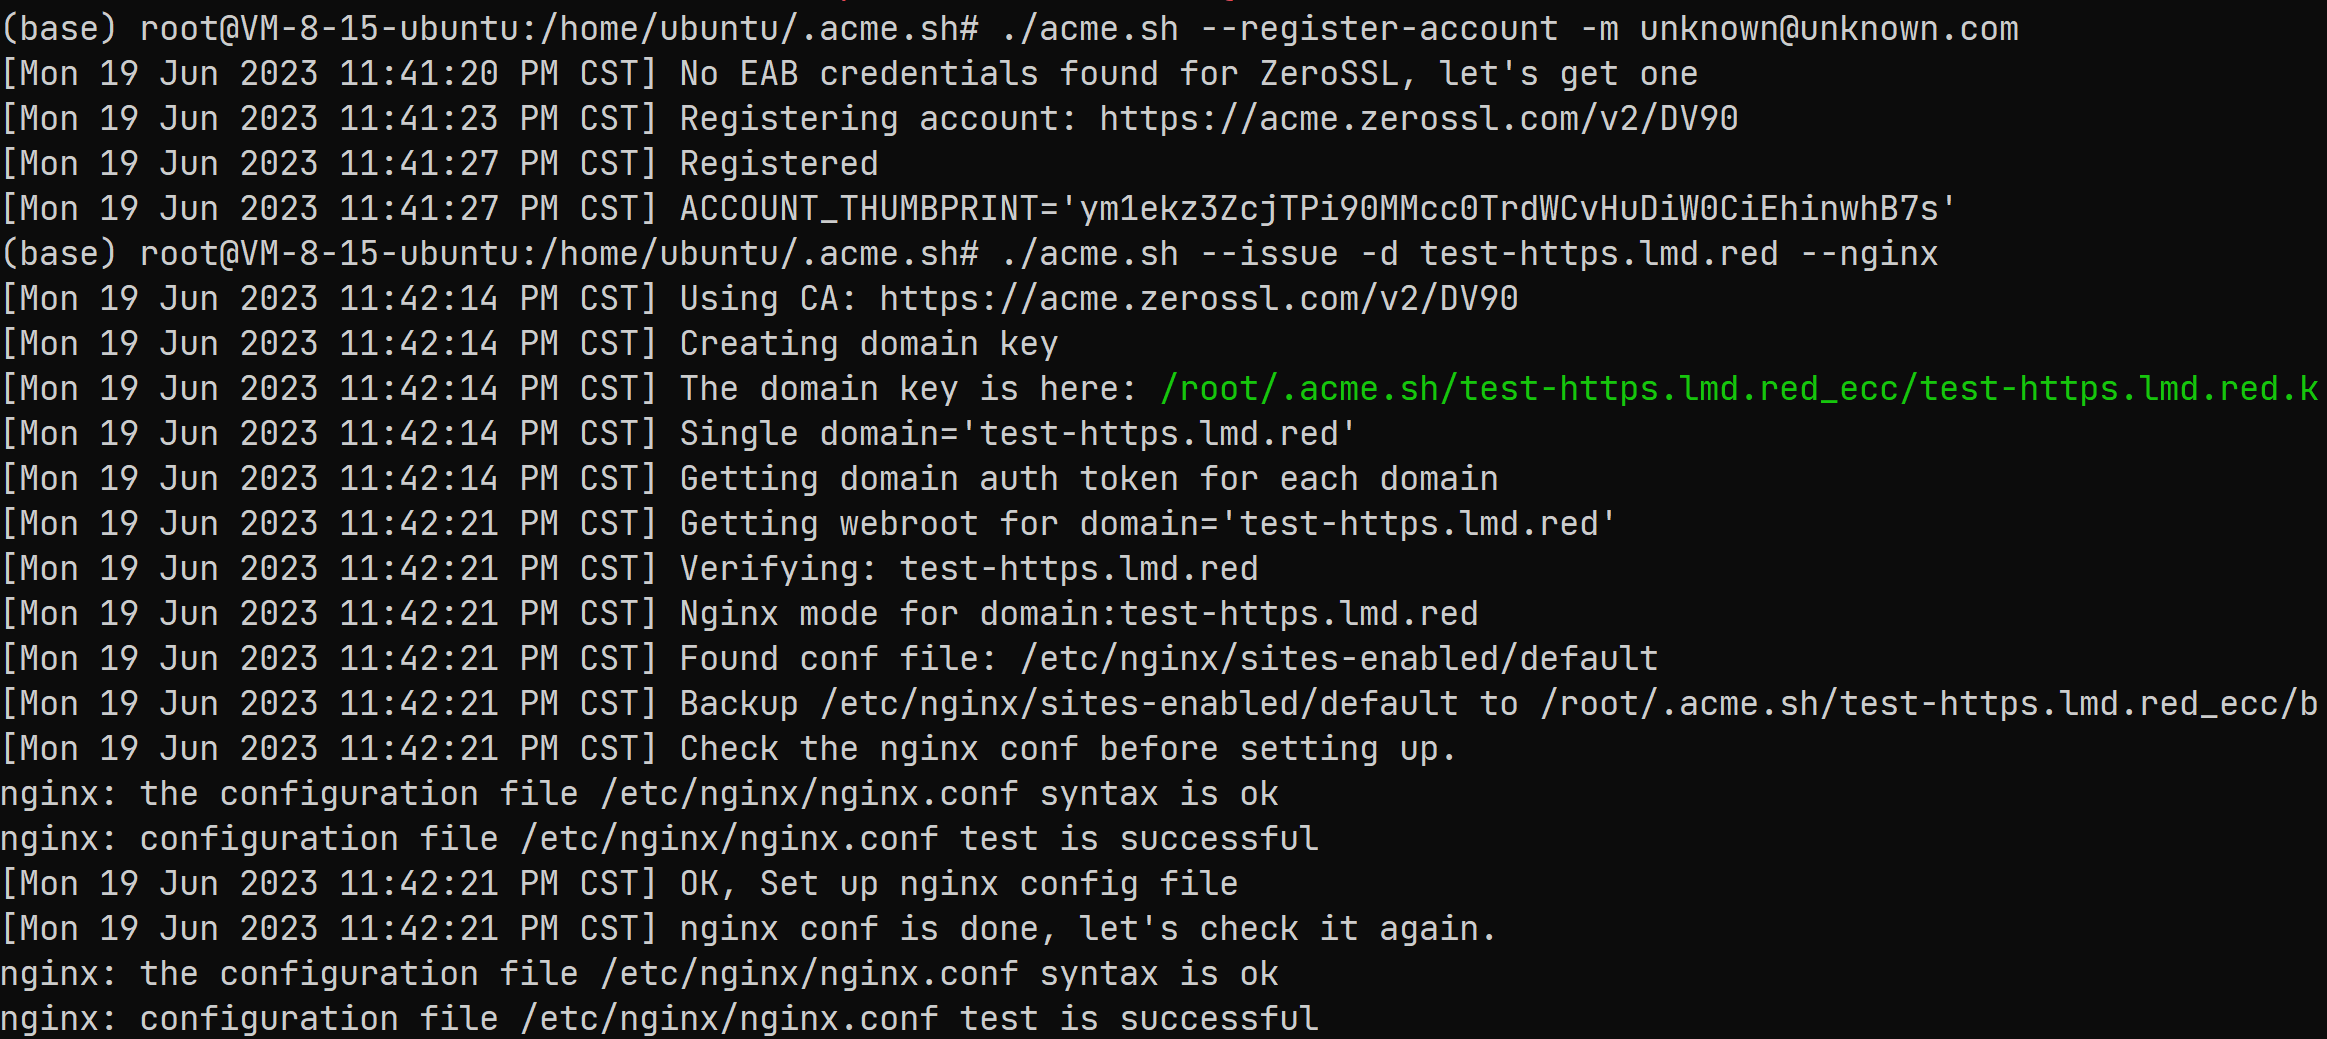 (base) root@VM-8-15-ubuntu:/home/ubuntu/.acme.sh# ./acme.sh --register-account -m unknown@unknown.com
[Mon 19 Jun 2023 11:41:20 PM CST] No EAB credentials found for ZeroSSL, let's get one
[Mon 19 Jun 2023 11:41:23 PM CST] Registering account: https://acme.zerossl.com/v2/DV90
[Mon 19 Jun 2023 11:41:27 PM CST] Registered
[Mon 19 Jun 2023 11:41:27 PM CST] ACCOUNT_THUMBPRINT='ym1ekz3ZcjTPi90MMcc0TrdWCvHuDiW0CiEhinwhB7s'
(base) root@VM-8-15-ubuntu:/home/ubuntu/.acme.sh# ./acme.sh --issue -d test-https.lmd.red --nginx
[Mon 19 Jun 2023 11:42:14 PM CST] Using CA: https://acme.zerossl.com/v2/DV90
[Mon 19 Jun 2023 11:42:14 PM CST] Creating domain key
[Mon 19 Jun 2023 11:42:14 PM CST] The domain key is here: /root/.acme.sh/test-https.lmd.red_ecc/test-https.lmd.red.k
[Mon 19 Jun 2023 11:42:14 PM CST] Single domain='test-https.lmd.red'
[Mon 19 Jun 2023 11:42:14 PM CST] Getting domain auth token for each domain
[Mon 19 Jun 2023 11:42:21 PM CST] Getting webroot for domain='test-https.lmd.red'
[Mon 19 Jun 2023 11:42:21 PM CST] Verifying: test-https.lmd.red
[Mon 19 Jun 2023 11:42:21 PM CST] Nginx mode for domain:test-https.lmd.red
[Mon 19 Jun 2023 11:42:21 PM CST] Found conf file: /etc/nginx/sites-enabled/default
[Mon 19 Jun 2023 11:42:21 PM CST] Backup /etc/nginx/sites-enabled/default to /root/.acme.sh/test-https.lmd.red_ecc/b
[Mon 19 Jun 2023 11:42:21 PM CST] Check the nginx conf before setting up.
nginx: the configuration file /etc/nginx/nginx.conf syntax is ok
nginx: configuration file /etc/nginx/nginx.conf test is successful
[Mon 19 Jun 2023 11:42:21 PM CST] OK, Set up nginx config file
[Mon 19 Jun 2023 11:42:21 PM CST] nginx conf is done, let's check it again.
nginx: the configuration file /etc/nginx/nginx.conf syntax is ok
nginx: configuration file /etc/nginx/nginx.conf test is successful